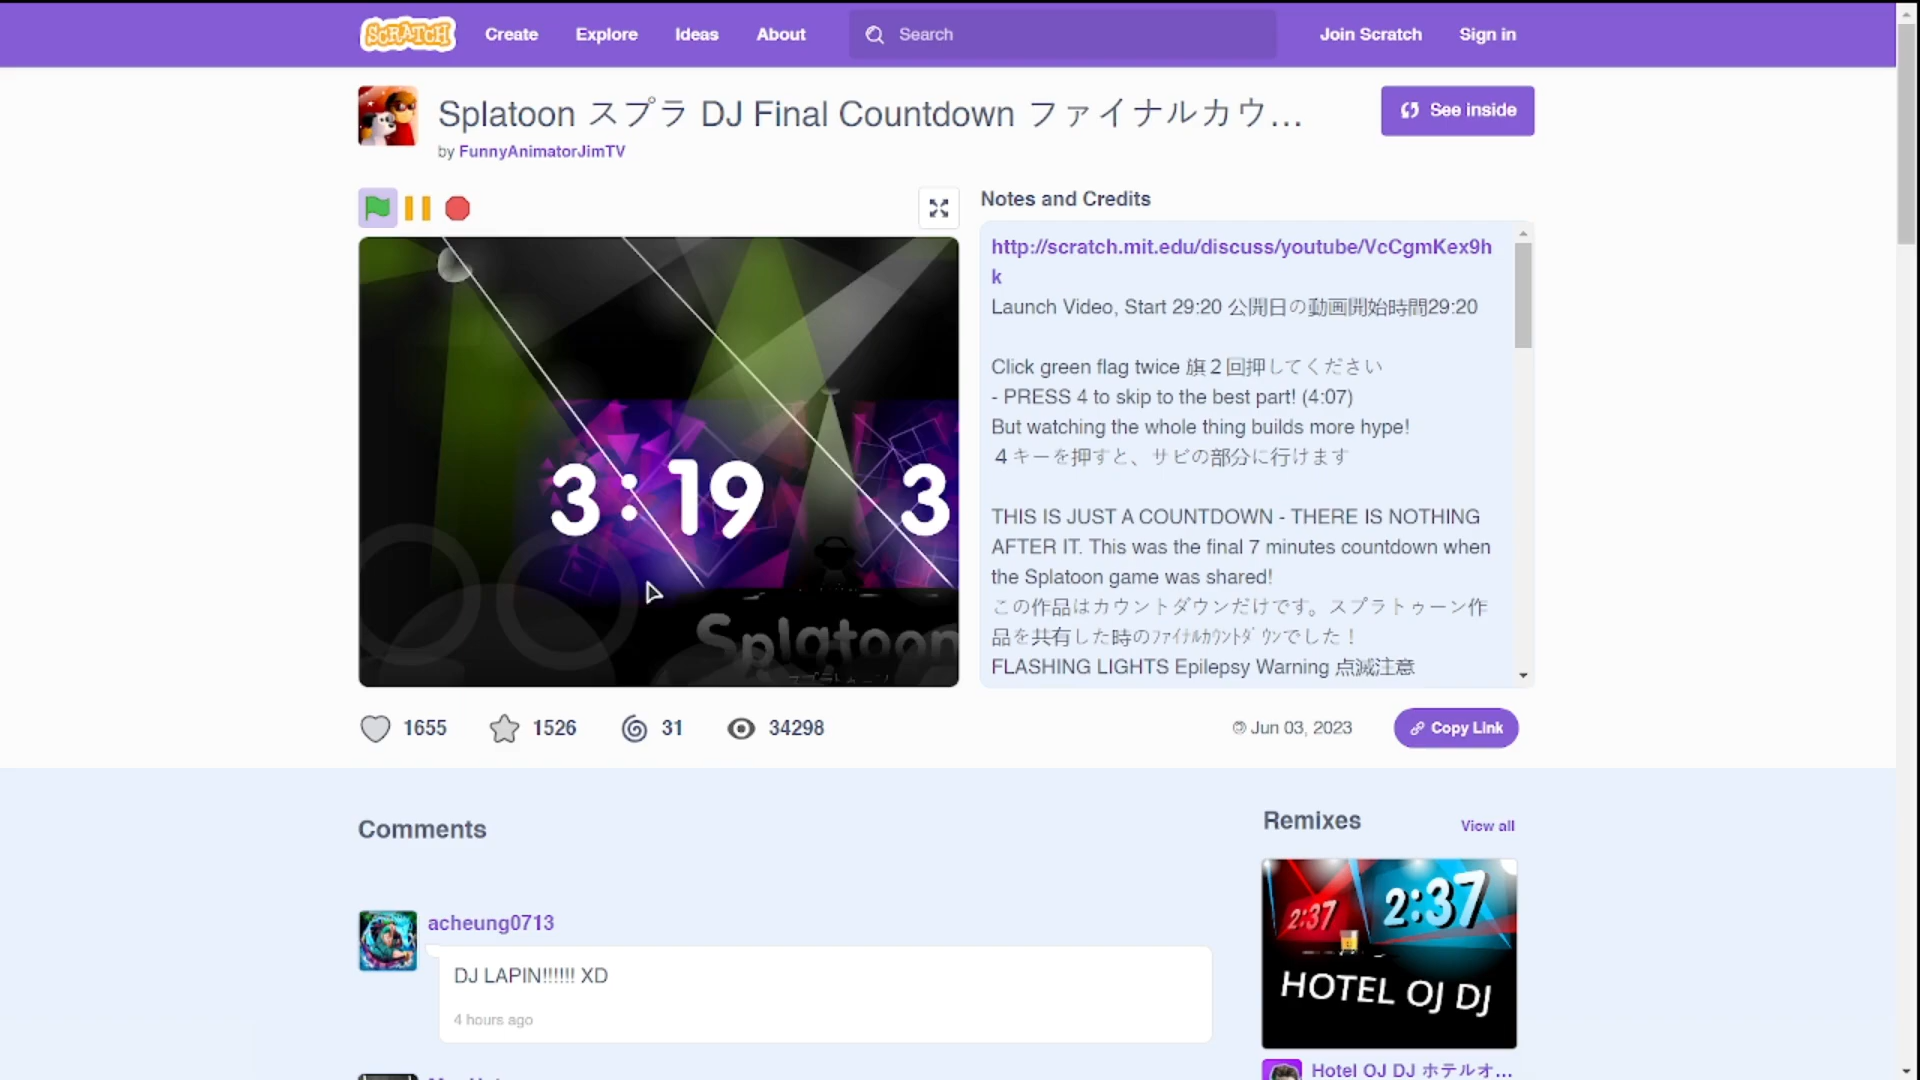 SCRATCH Create Explore Ideas About Search Join Scratch Sign in
Splatoon スプラ DJ Final Countdown ファイナルカウ...
See inside
by FunnyAnimatorJimTV
Notes and Credits
http://scratch.mit.edu/discuss/youtube/VcCgmKex9h
k
Launch Video, Start 29:20 公開日の動画開始時間29:20
Click green flag twice 旗２回押してください
- PRESS 4 to skip to the best part! (4:07)
But watching the whole thing builds more hype!
４キーを押すと、サビの部分に行けます
THIS IS JUST A COUNTDOWN - THERE IS NOTHING
AFTER IT. This was the final 7 minutes countdown when
the Splatoon game was shared!
この作品はカウントダウンだけです。スプラトゥーン作
品を共有した時のﾌｧｲﾅﾙｶｳﾝﾄﾀﾞｳﾝでした！
FLASHING LIGHTS Epilepsy Warning 点滅注意
3:19 3
Splatoon
スプラトゥーン
1655 1526 31 34298
© Jun 03, 2023
Copy Link
Comments
acheung0713
DJ LAPIN!!!!!! XD
4 hours ago
Remixes
View all
2:37 2:37
HOTEL OJ DJ
Hotel OJ DJ ホテルオ...